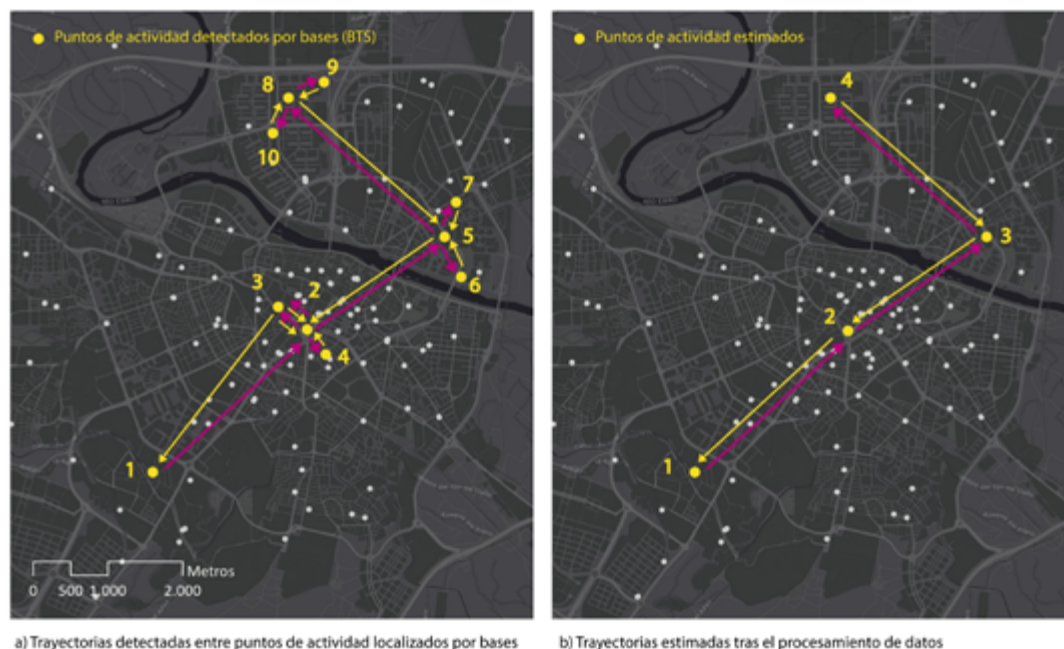 Puntos de actividad detectados por bases (BTS)
9
8
10
7
5
6
3
2
4
1
Metros
0 500 1.000 2.000
a) Trayectorias detectadas entre puntos de actividad localizados por bases
Puntos de actividad estimados
4
3
2
1
b) Trayectorias estimadas tras el procesamiento de datos